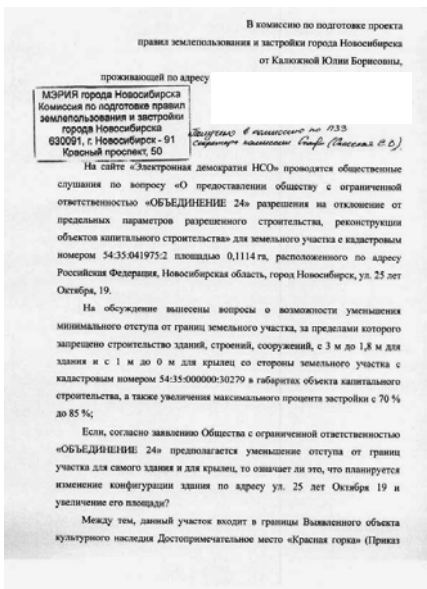 В комиссию по подготовке проекта
правил землепользования и застройки города Новосибирска
от Калюжной Юлии Борисовны,
проживающей по адресу
МЭРИЯ города Новосибирска
Комиссия по подготовке правил
землепользования и застройки
города Новосибирска
630091, г. Новосибирск - 91
Красный проспект, 50
Получено в комиссию по ПЗЗ
секретарь комиссии
На сайте «Электронная демократия НСО» проводятся общественные
слушания по вопросу «О предоставлении обществу с ограниченной
ответственностью «ОБЪЕДИНЕНИЕ 24» разрешения на отклонение от
предельных параметров разрешенного строительства, реконструкции
объектов капитального строительства» для земельного участка с кадастровым
номером 54:35:041975:2 площадью 0,1114 га, расположенного по адресу
Российская Федерация, Новосибирская область, город Новосибирск, ул. 25 лет
Октября, 19.
На обсуждение вынесены вопросы о возможности уменьшения
минимального отступа от границ земельного участка, за пределами которого
запрещено строительство зданий, строений, сооружений, с 3 м до 1,8 м для
здания и с 1 м до 0 м для крылец со стороны земельного участка с
кадастровым номером 54:35:000000:30279 в габаритах объекта капитального
строительства, а также увеличения максимального процента застройки с 70 %
до 85 %;
Если, согласно заявлению Общества с ограниченной ответственностью
«ОБЪЕДИНЕНИЕ 24» предполагается уменьшение отступа от границ
участка для самого здания и для крылец, то означает ли это, что планируется
изменение конфигурации здания по адресу ул. 25 лет Октября 19 и
увеличение его площади?
Между тем, данный участок входит в границы Выявленного объекта
культурного наследия Достопримечательное место «Красная горка» (Приказ